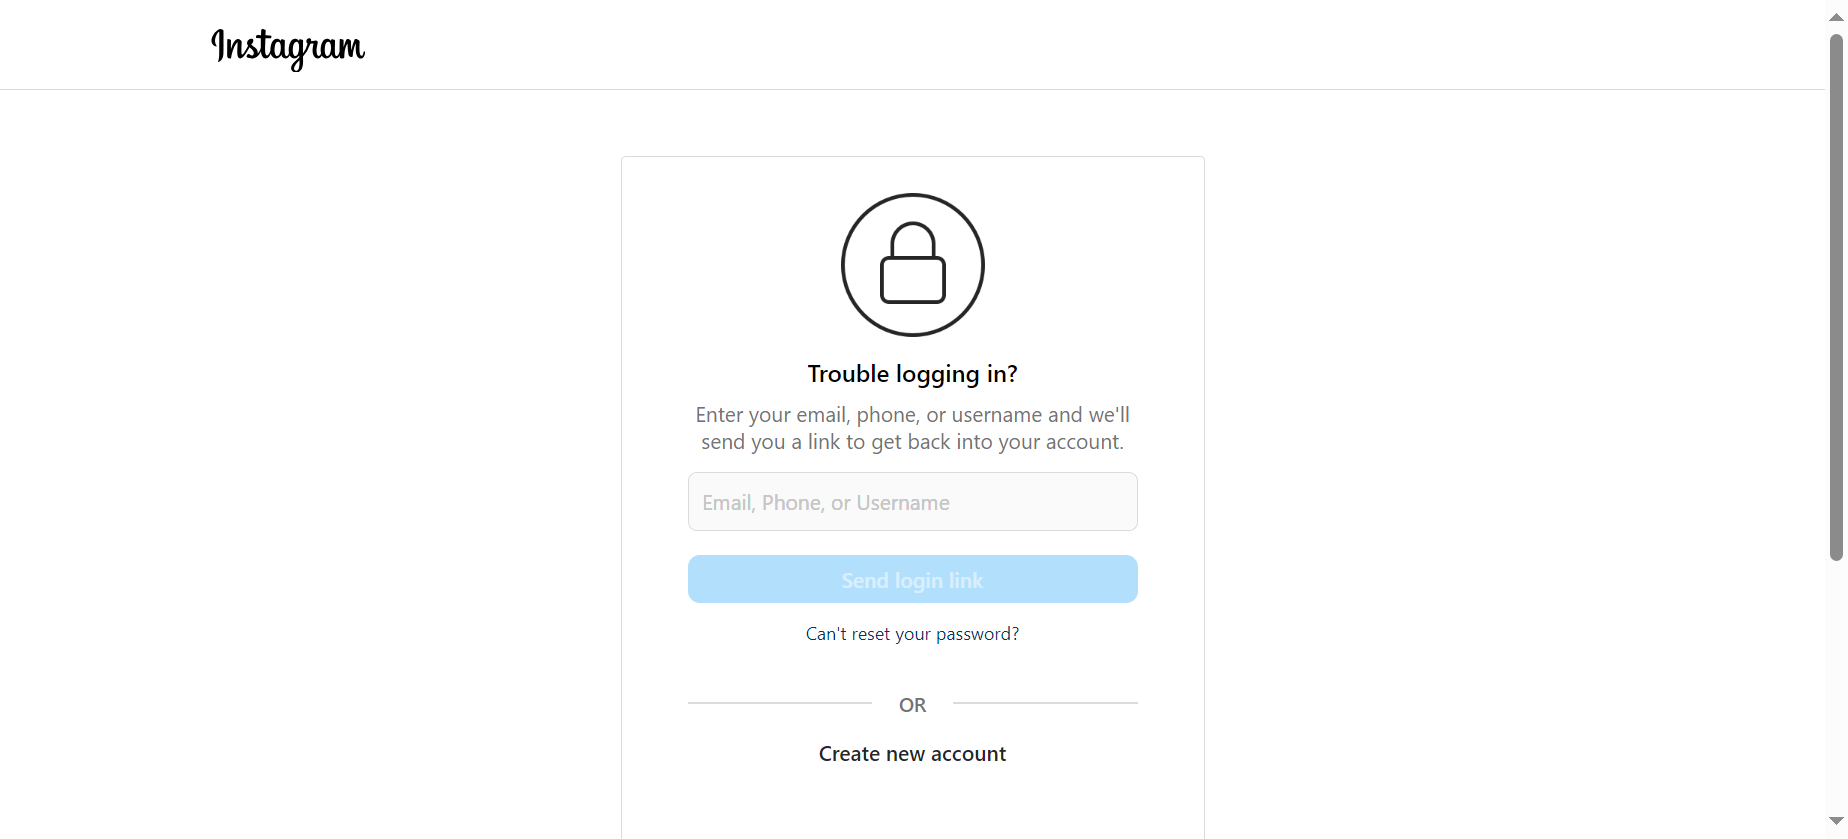 Instagram
Trouble logging in?
Enter your email, phone, or username and we'll
send you a link to get back into your account.
Email, Phone, or Username
Send login link
Can't reset your password?
OR
Create new account